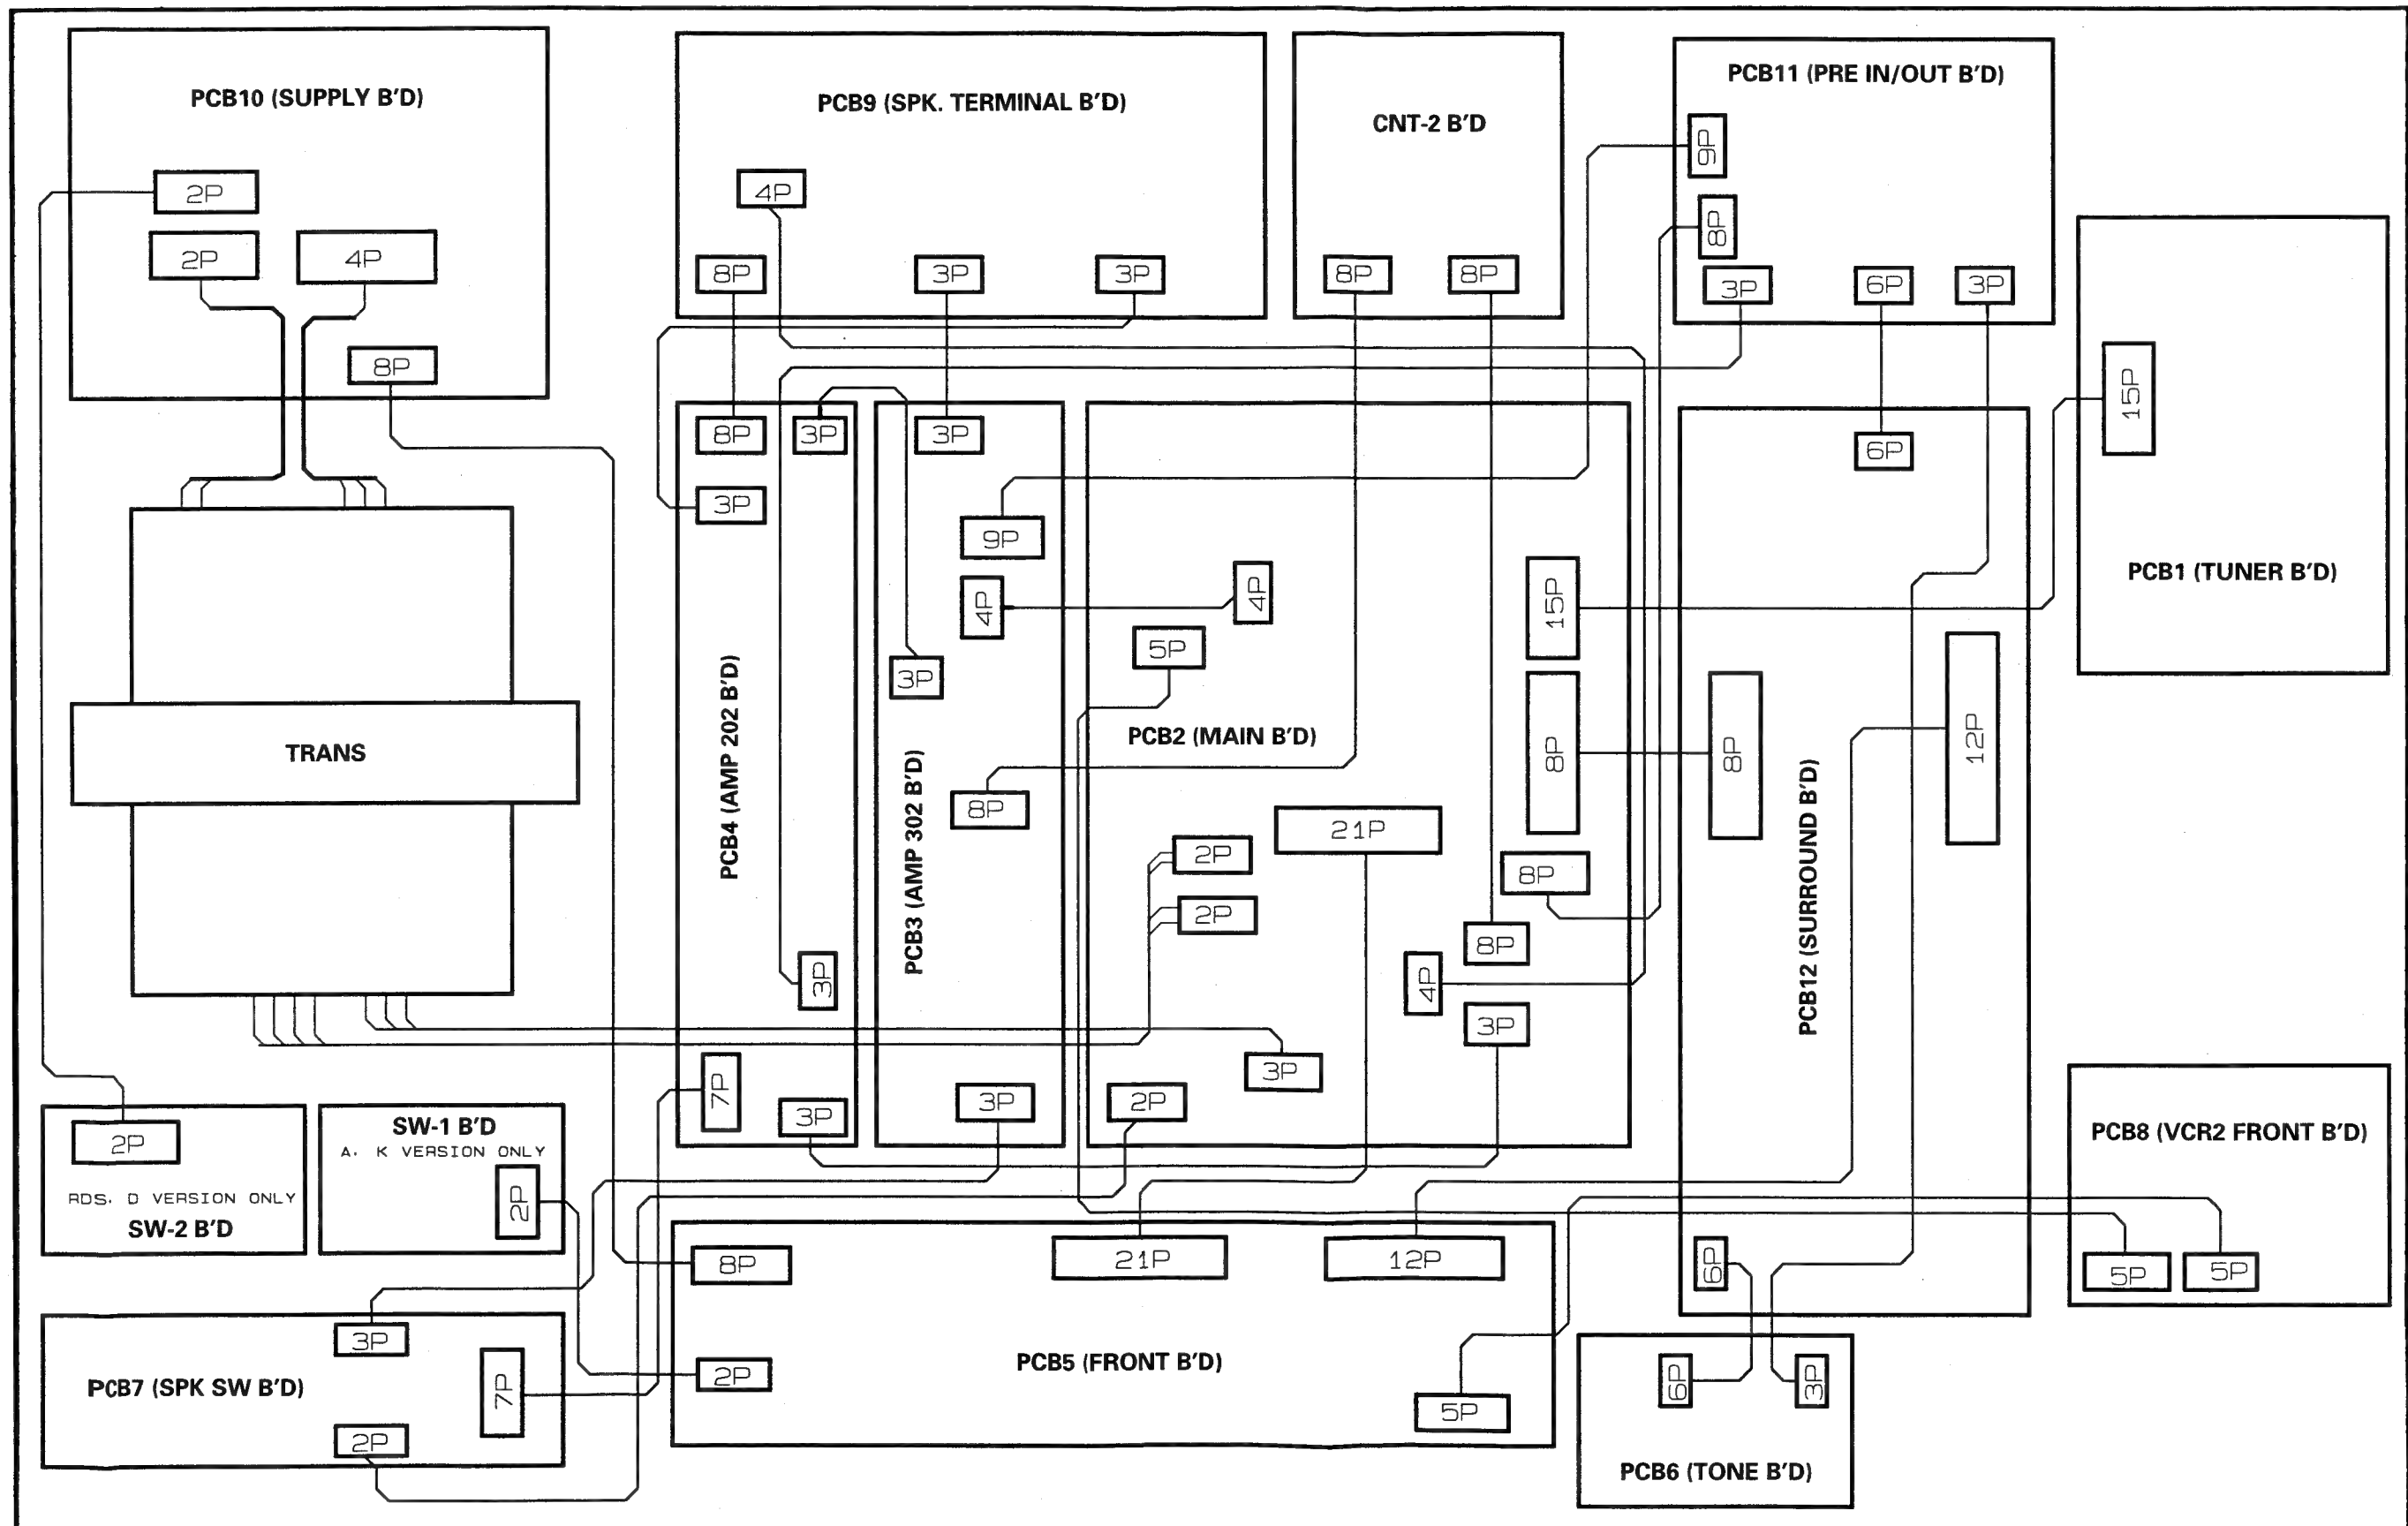 PCB10 (SUPPLY B'D)
2P
2P
4P
8P
PCB9 (SPK. TERMINAL B'D)
4P
8P
3P
3P
CNT-2 B'D
8P
8P
PCB11 (PRE IN/OUT B'D)
9P
8P
3P
6P
3P
PCB1 (TUNER B'D)
15P
TRANS
PCB4 (AMP 202 B'D)
8P
3P
3P
3P
7P
3P
PCB3 (AMP 302 B'D)
3P
9P
4P
3P
8P
3P
PCB2 (MAIN B'D)
4P
5P
15P
8P
21P
2P
2P
8P
8P
4P
3P
3P
2P
PCB12 (SURROUND B'D)
6P
8P
12P
6P
PCB8 (VCR2 FRONT B'D)
5P
5P
2P
RDS. D VERSION ONLY
SW-2 B'D
SW-1 B'D
A. K VERSION ONLY
2P
PCB7 (SPK SW B'D)
3P
7P
2P
PCB5 (FRONT B'D)
8P
21P
12P
2P
5P
PCB6 (TONE B'D)
6P
3P